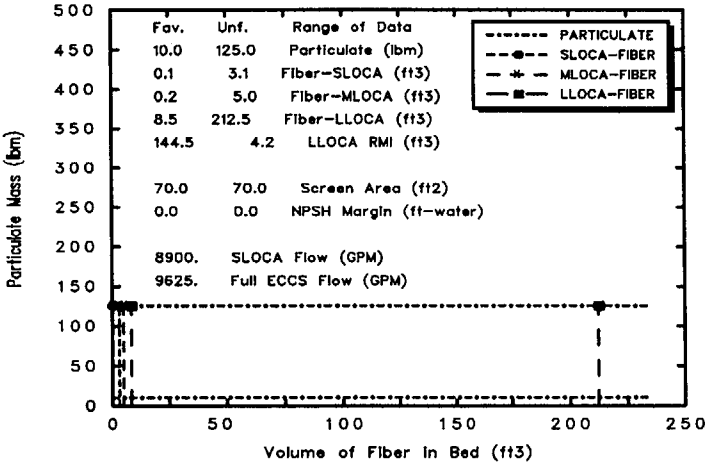 500
450
400
350
300
250
200
150
100
50
0
Particulate Mass (lbm)
Fav. Unf. Range of Data
10.0 125.0 Particulate (lbm)
0.1 3.1 Fiber-SLOCA (ft3)
0.2 5.0 Fiber-MLOCA (ft3)
8.5 212.5 Fiber-LLOCA (ft3)
144.5 4.2 LLOCA RMI (ft3)
70.0 70.0 Screen Area (ft2)
0.0 0.0 NPSH Margin (ft-water)
8900. SLOCA Flow (GPM)
9625. Full ECCS Flow (GPM)
PARTICULATE
SLOCA-FIBER
MLOCA-FIBER
LLOCA-FIBER
0 50 100 150 200 250
Volume of Fiber in Bed (ft3)